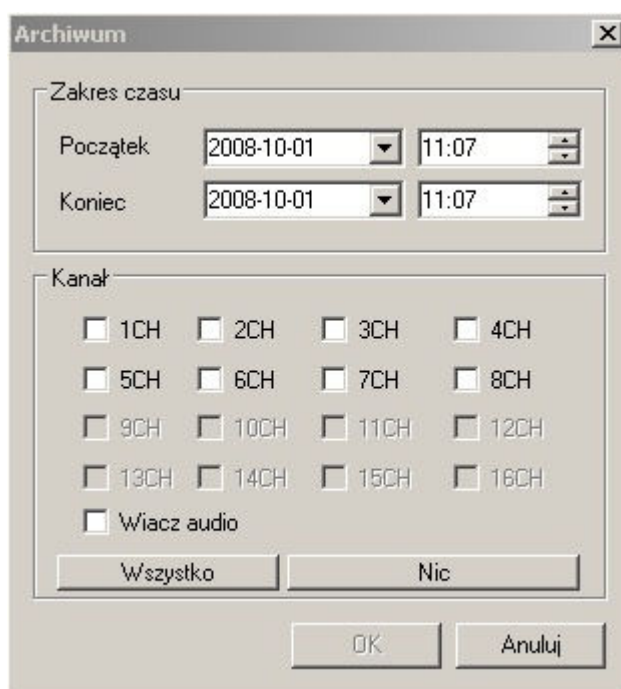 Archiwum
Zakres czasu
Początek 2008-10-01 11:07
Koniec 2008-10-01 11:07
Kanał
1CH 2CH 3CH 4CH
5CH 6CH 7CH 8CH
9CH 10CH 11CH 12CH
13CH 14CH 15CH 16CH
Wiacz audio
Wszystko Nic
OK Anuluj